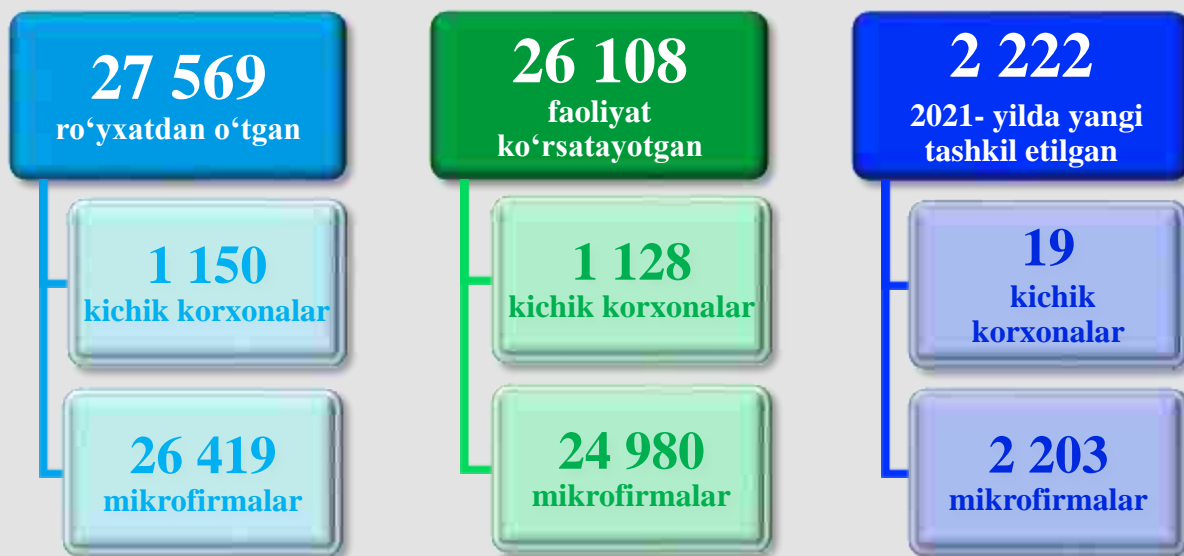 27 569
ro‘yxatdan o‘tgan
1 150
kichik korxonalar
26 419
mikrofirmalar
26 108
faoliyat
ko‘rsatayotgan
1 128
kichik korxonalar
24 980
mikrofirmalar
2 222
2021- yilda yangi
tashkil etilgan
19
kichik
korxonalar
2 203
mikrofirmalar